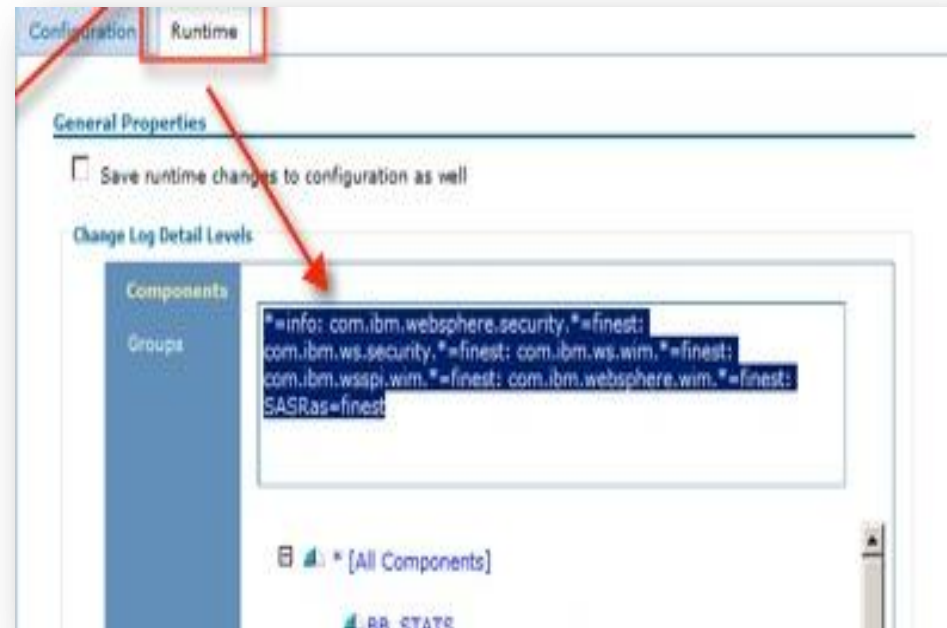 Configuration
Runtime
General Properties
Save runtime changes to configuration as well
Change Log Detail Levels
Components
Groups
*=info: com.ibm.websphere.security.*=finest:
com.ibm.ws.security.*=finest: com.ibm.ws.wim.*=finest:
com.ibm.wsspi.wim.*=finest: com.ibm.websphere.wim.*=finest:
SASRas=finest
* [All Components]
BB_STATS